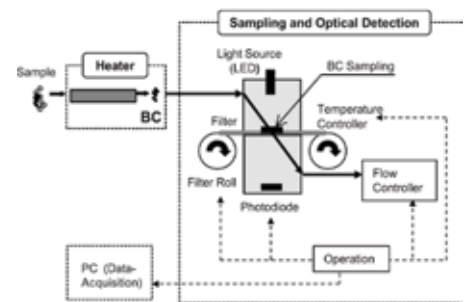 Sampling and Optical Detection
Heater
Sample
BC
Light Source
(LED)
BC Sampling
Filter
Temperature
Controller
Filter Roll
Photodiode
Flow
Controller
Operation
PC (Data-
Acquisition)